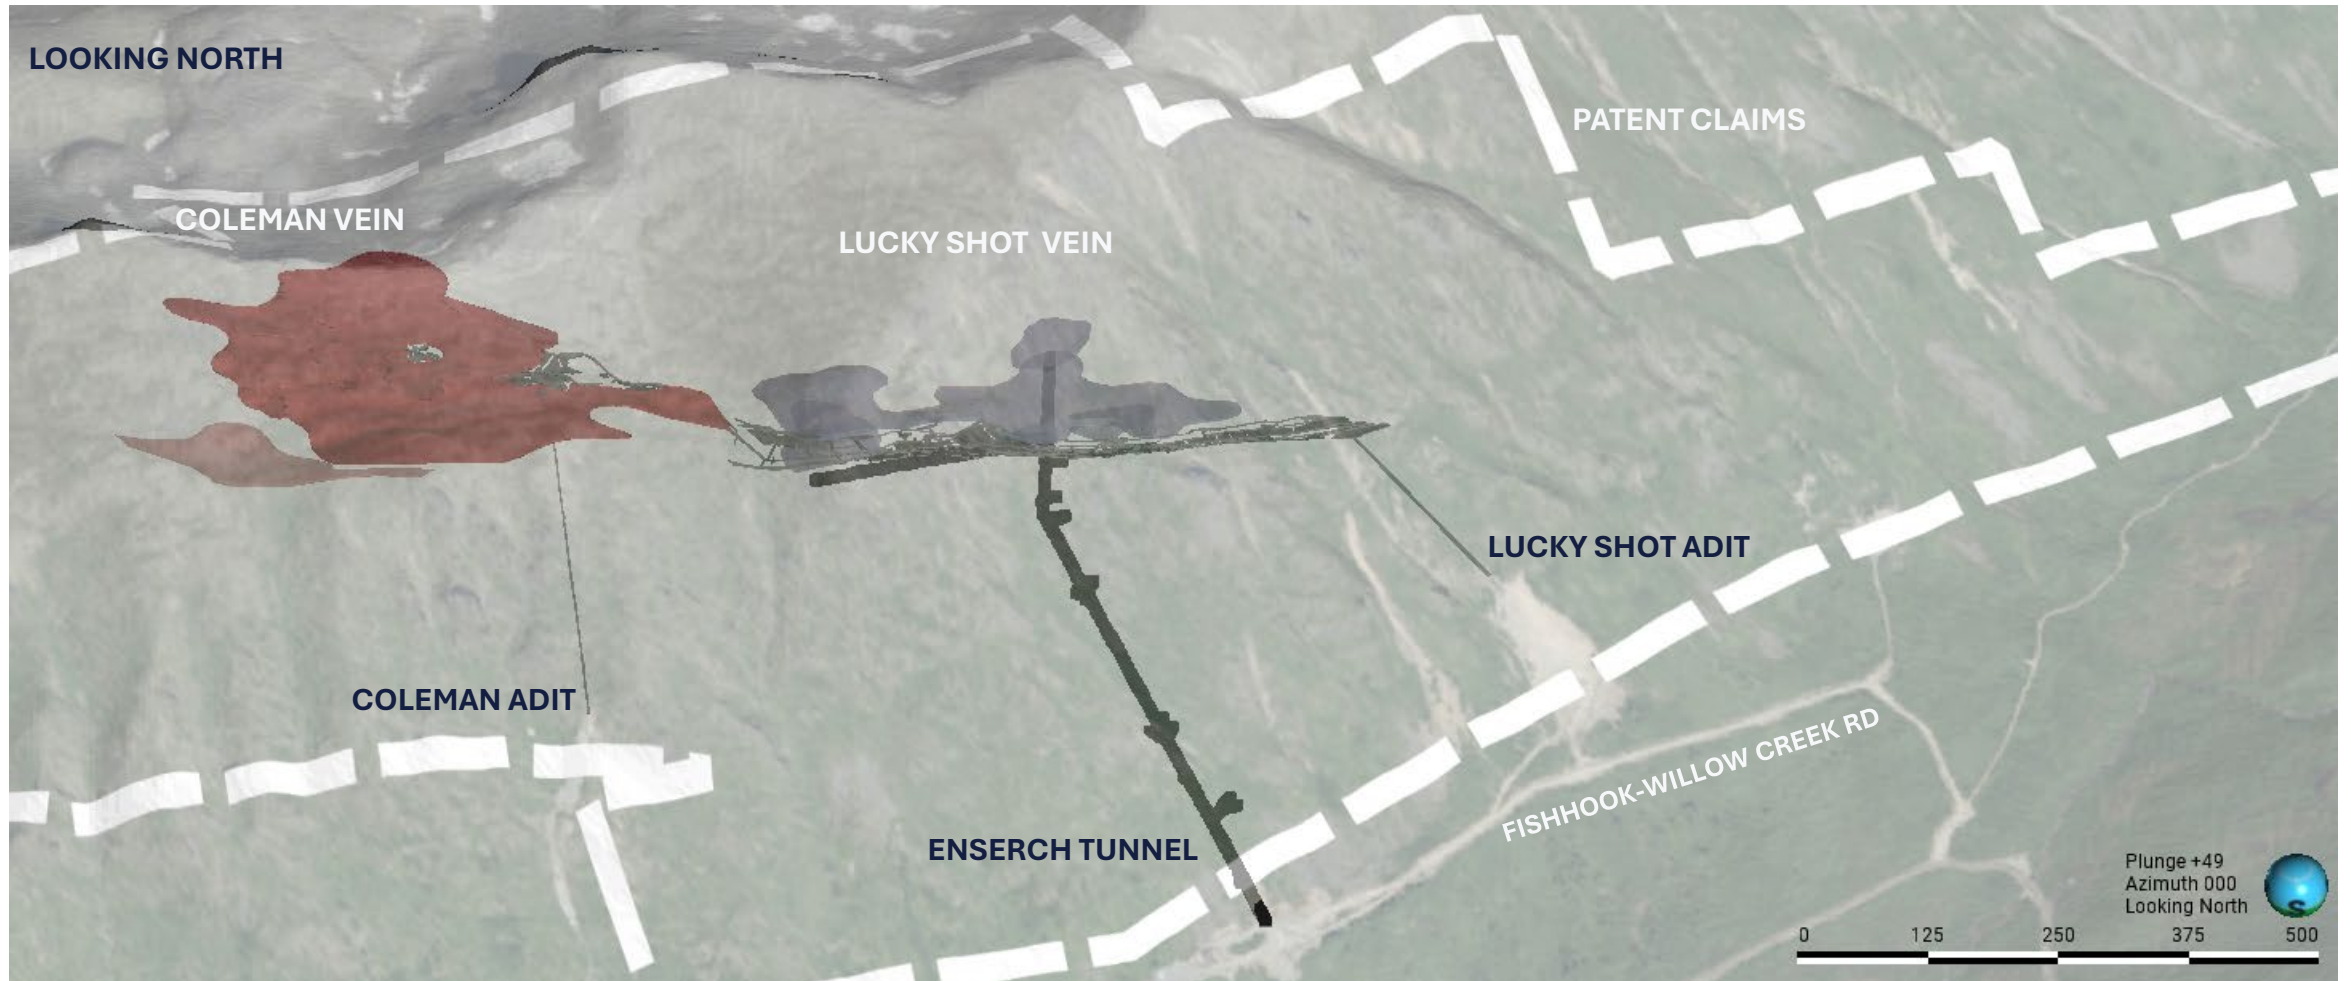 LOOKING NORTH
PATENT CLAIMS
COLEMAN VEIN
LUCKY SHOT VEIN
LUCKY SHOT ADIT
COLEMAN ADIT
FISHHOOK-WILLOW CREEK RD
ENSERCH TUNNEL
Plunge +49
Azimuth 000
Looking North
S
0 125 250 375 500